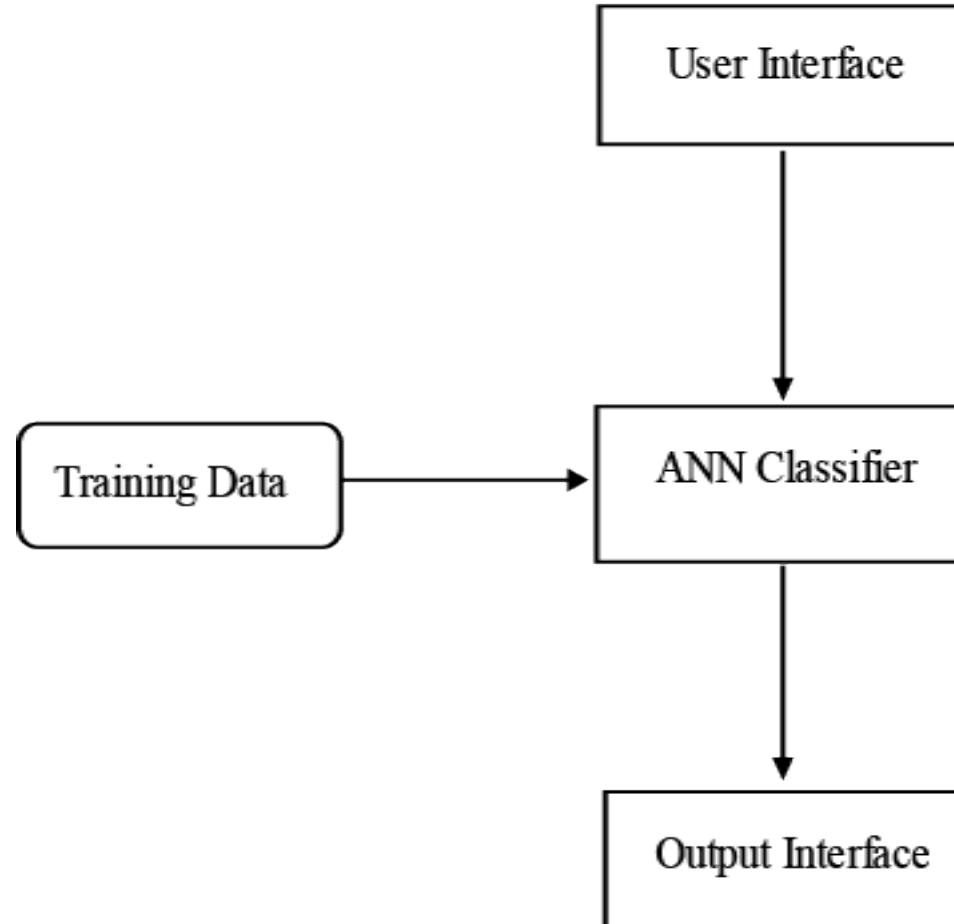 User Interface
Training Data
ANN Classifier
Output Interface